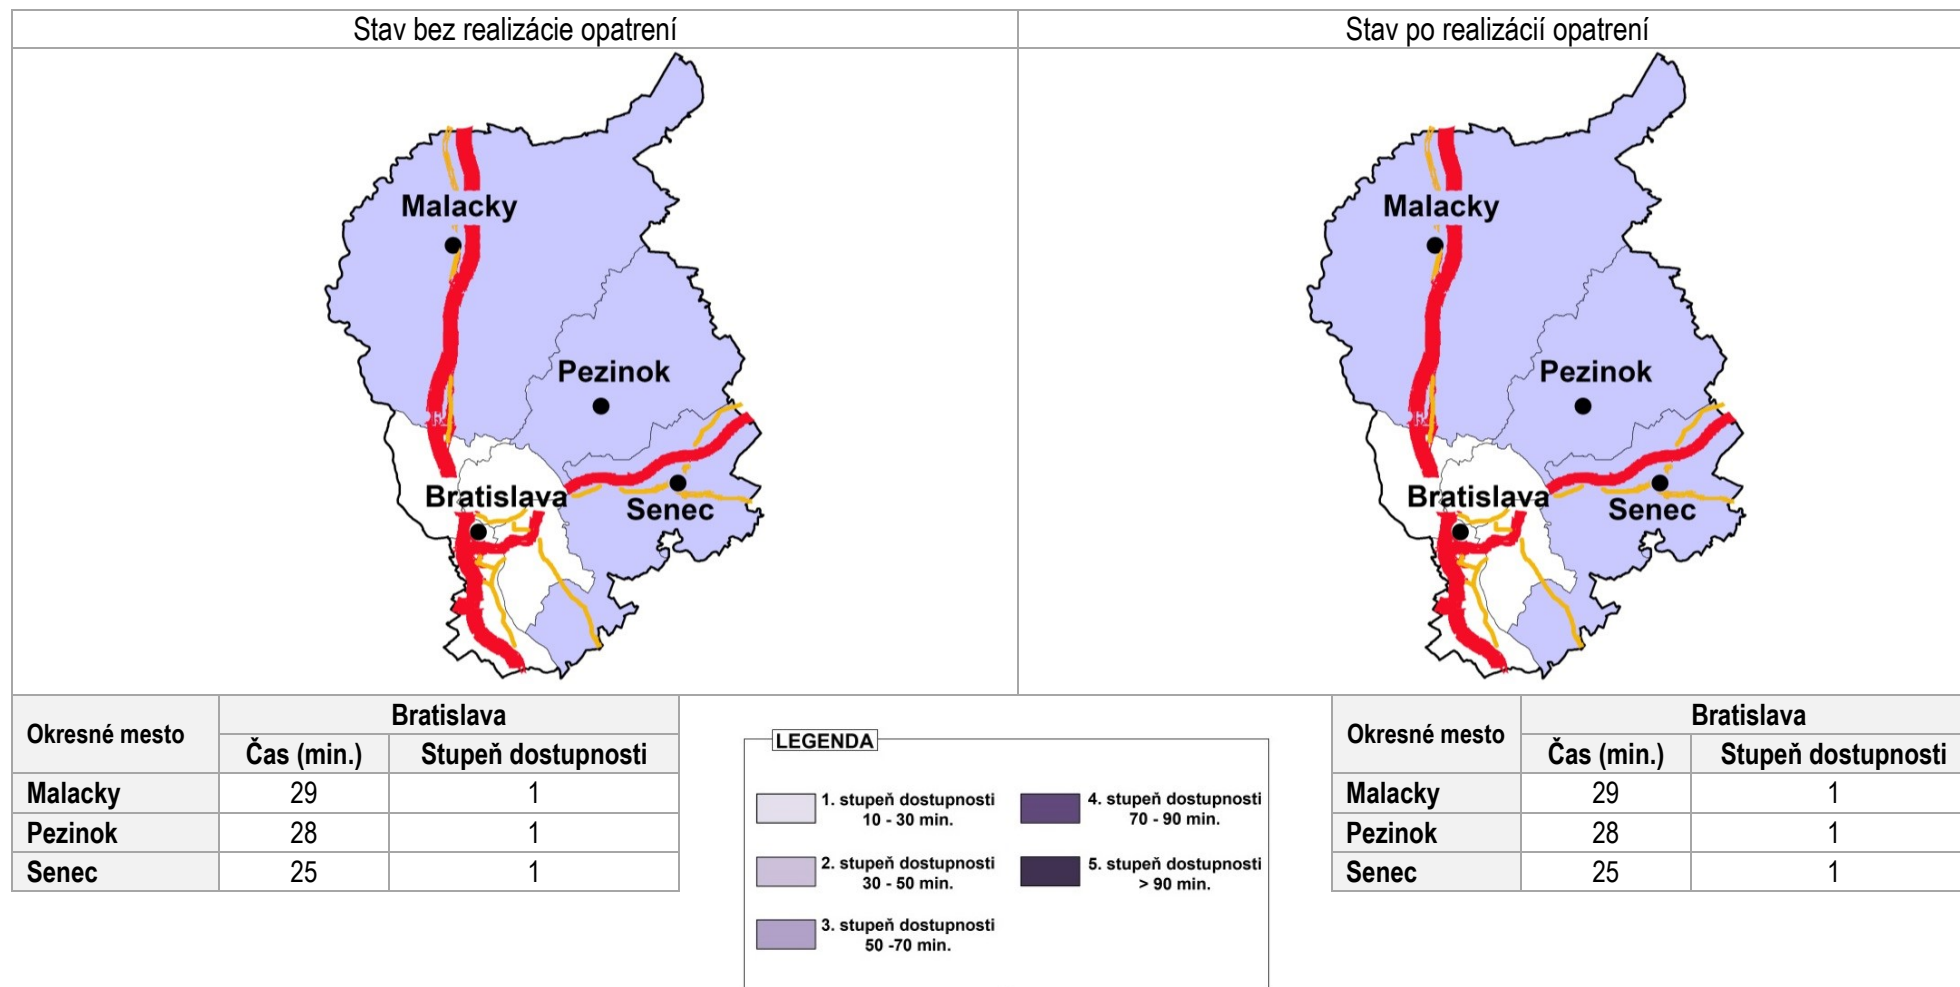 Stav bez realizácie opatrení
Stav po realizácií opatrení
Malacky
Pezinok
Bratislava
Senec
Malacky
Pezinok
Bratislava
Senec
Okresné mesto
Bratislava
Čas (min.) Stupeň dostupnosti
Malacky 29 1
Pezinok 28 1
Senec 25 1
LEGENDA
1. stupeň dostupnosti
10 - 30 min.
2. stupeň dostupnosti
30 - 50 min.
3. stupeň dostupnosti
50 -70 min.
4. stupeň dostupnosti
70 - 90 min.
5. stupeň dostupnosti
> 90 min.
Okresné mesto
Bratislava
Čas (min.) Stupeň dostupnosti
Malacky 29 1
Pezinok 28 1
Senec 25 1